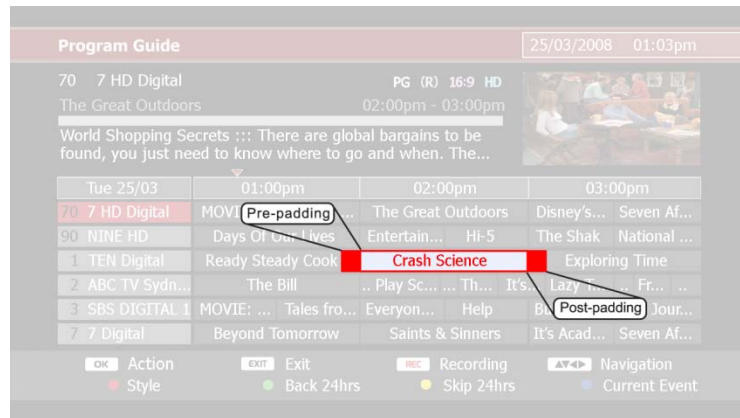 Program Guide 25/03/2008 01:03pm
70 7 HD Digital PG (R) 16:9 HD
The Great Outdoors 02:00pm - 03:00pm
World Shopping Secrets ::: There are global bargains to be
found, you just need to know where to go and when. The...
Tue 25/03 01:00pm 02:00pm 03:00pm
70 7 HD Digital MOVI Pre-padding ... The Great Outdoors Disney's... Seven Af...
90 NINE HD Days Of Our Lives Entertain... Hi-5 The Shak National ...
1 TEN Digital Ready Steady Cook Crash Science Exploring Time
2 ABC TV Sydn... The Bill .. Play Sc... ... Th... It's... Lazy T... .. Fr... ..
3 SBS DIGITAL 1 MOVIE: ... Tales fro... Everyon... Help Post-padding Jour...
7 7 Digital Beyond Tomorrow Saints & Sinners It's Acad... Seven Af...
OK Action EXIT Exit REC Recording Navigation
Style Back 24hrs Skip 24hrs Current Event